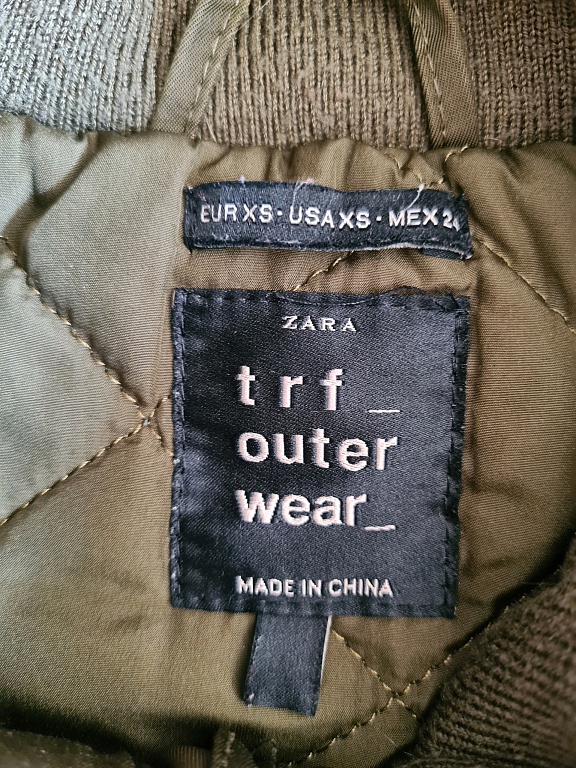 EUR XS · USA XS · MEX 24
ZARA
trf_
outer
wear_
MADE IN CHINA